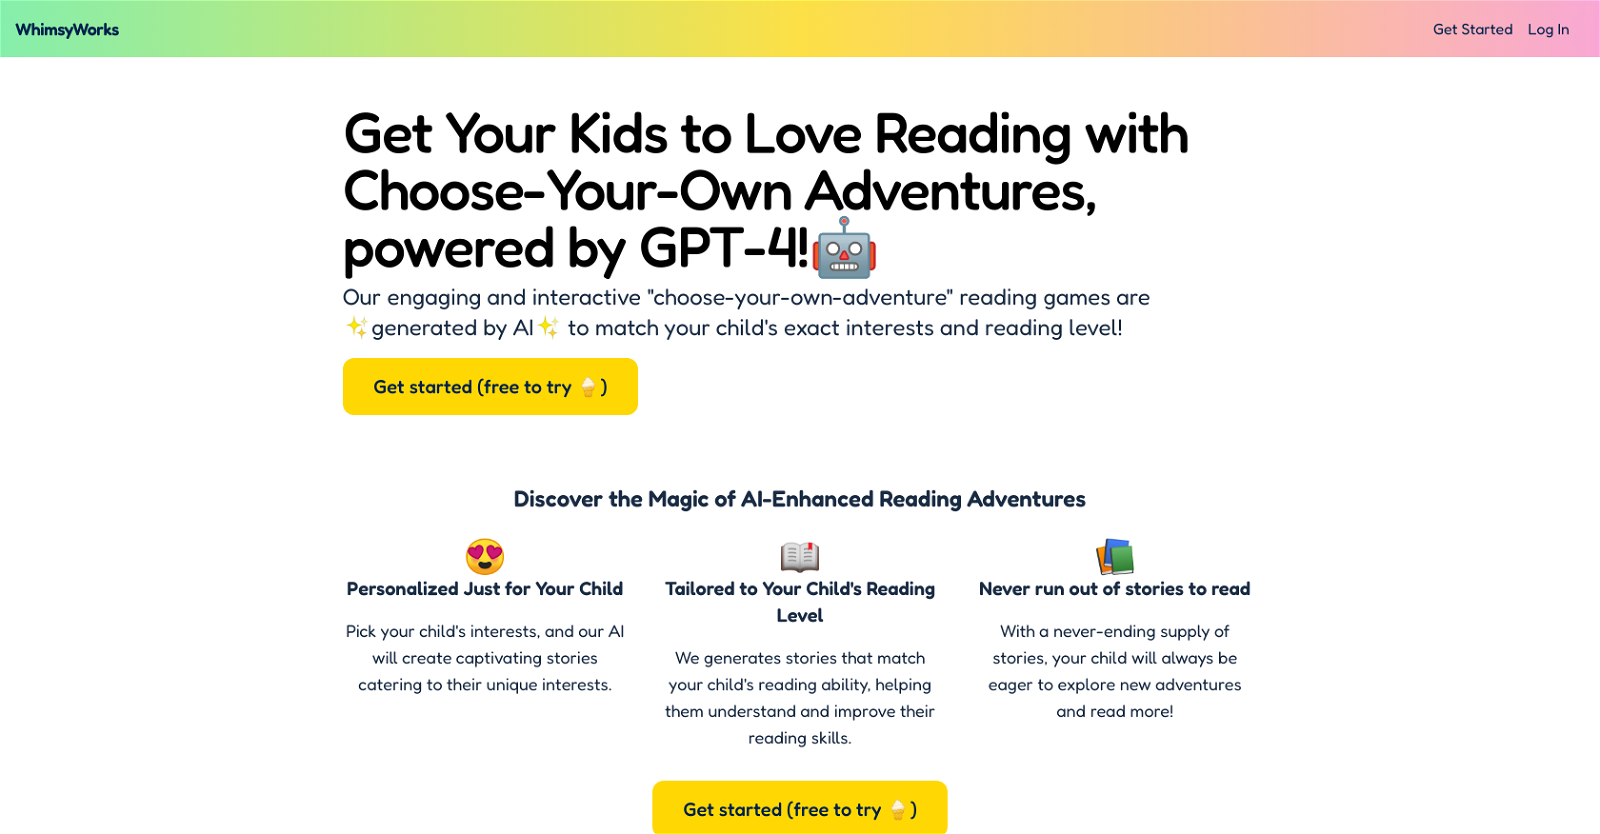 WhimsyWorks
Get Started
Log In
Get Your Kids to Love Reading with
Choose-Your-Own Adventures,
powered by GPT-4!🤖
Our engaging and interactive "choose-your-own-adventure" reading games are
✨generated by AI✨ to match your child's exact interests and reading level!
Get started (free to try 🍦)
Discover the Magic of AI-Enhanced Reading Adventures
Personalized Just for Your Child
Pick your child's interests, and our AI
will create captivating stories
catering to their unique interests.
Tailored to Your Child's Reading
Level
We generates stories that match
your child's reading ability, helping
them understand and improve their
reading skills.
Never run out of stories to read
With a never-ending supply of
stories, your child will always be
eager to explore new adventures
and read more!
Get started (free to try 🍦)